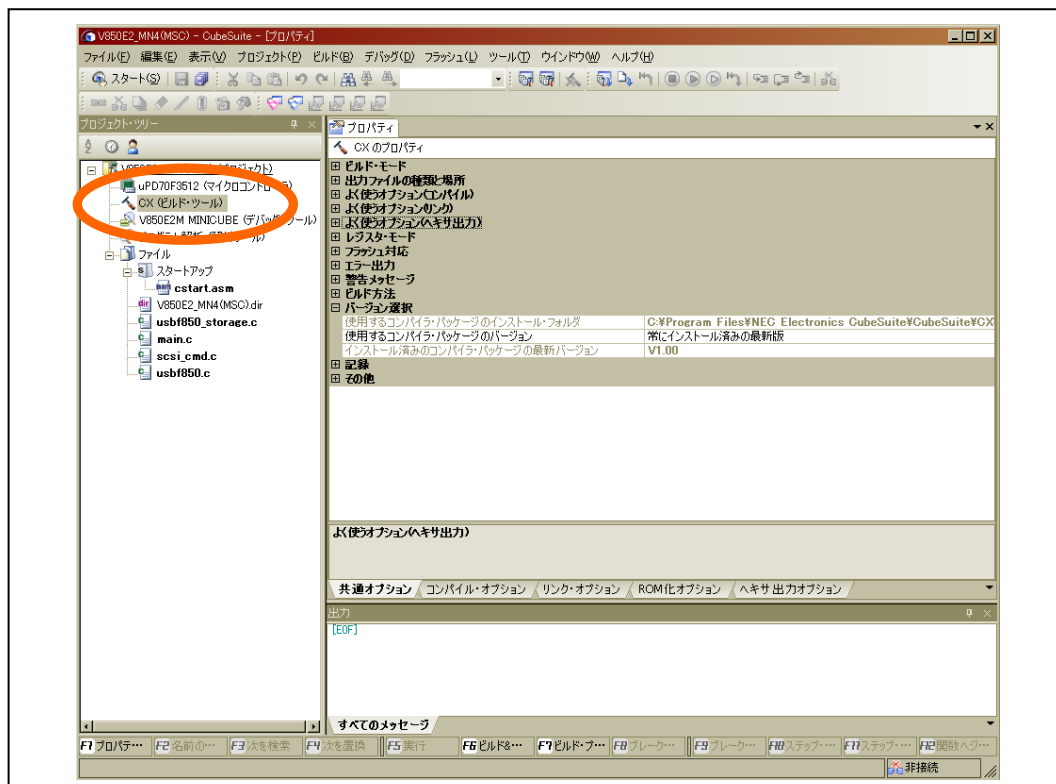 V850E2_MN4(MSC) - CubeSuite - [プロパティ]
ファイル(F) 編集(E) 表示(V) プロジェクト(P) ビルド(B) デバッグ(D) フラッシュ(L) ツール(T) ウインドウ(W) ヘルプ(H)
スタート(S)
プロジェクト・ツリー
uPD70F3512 (マイクロコントローラ)
CX (ビルド・ツール)
V850E2M MINICUBE (デバッグ・ツール)
ファイル
スタートアップ
cstart.asm
V850E2_MN4(MSC).dir
usbf850_storage.c
main.c
scsi_cmd.c
usbf850.c
プロパティ
CX のプロパティ
ビルド・モード
出力ファイルの種類と場所
よく使うオプション(コンパイル)
よく使うオプション(リンク)
よく使うオプション(ヘキサ出力)
レジスタ・モード
フラッシュ対応
エラー出力
警告メッセージ
ビルド方法
バージョン選択
使用するコンパイラ・パッケージのインストール・フォルダ C:¥Program Files¥NEC Electronics CubeSuite¥CubeSuite¥CX
使用するコンパイラ・パッケージのバージョン 常にインストール済みの最新版
インストール済みのコンパイラ・パッケージの最新バージョン V1.00
記録
その他
よく使うオプション(ヘキサ出力)
共通オプション コンパイル・オプション リンク・オプション ROM化オプション ヘキサ出力オプション
出力
[EOF]
すべてのメッセージ
F1 プロパテ… F2 名前の… F3 次を検索 F4 次を置換 F5 実行 F6 ビルド&… F7 ビルド・プ… F8 ブレーク… F9 ブレーク… F10 ステップ・… F11 ステップ・… F12 関数へジ…
非接続